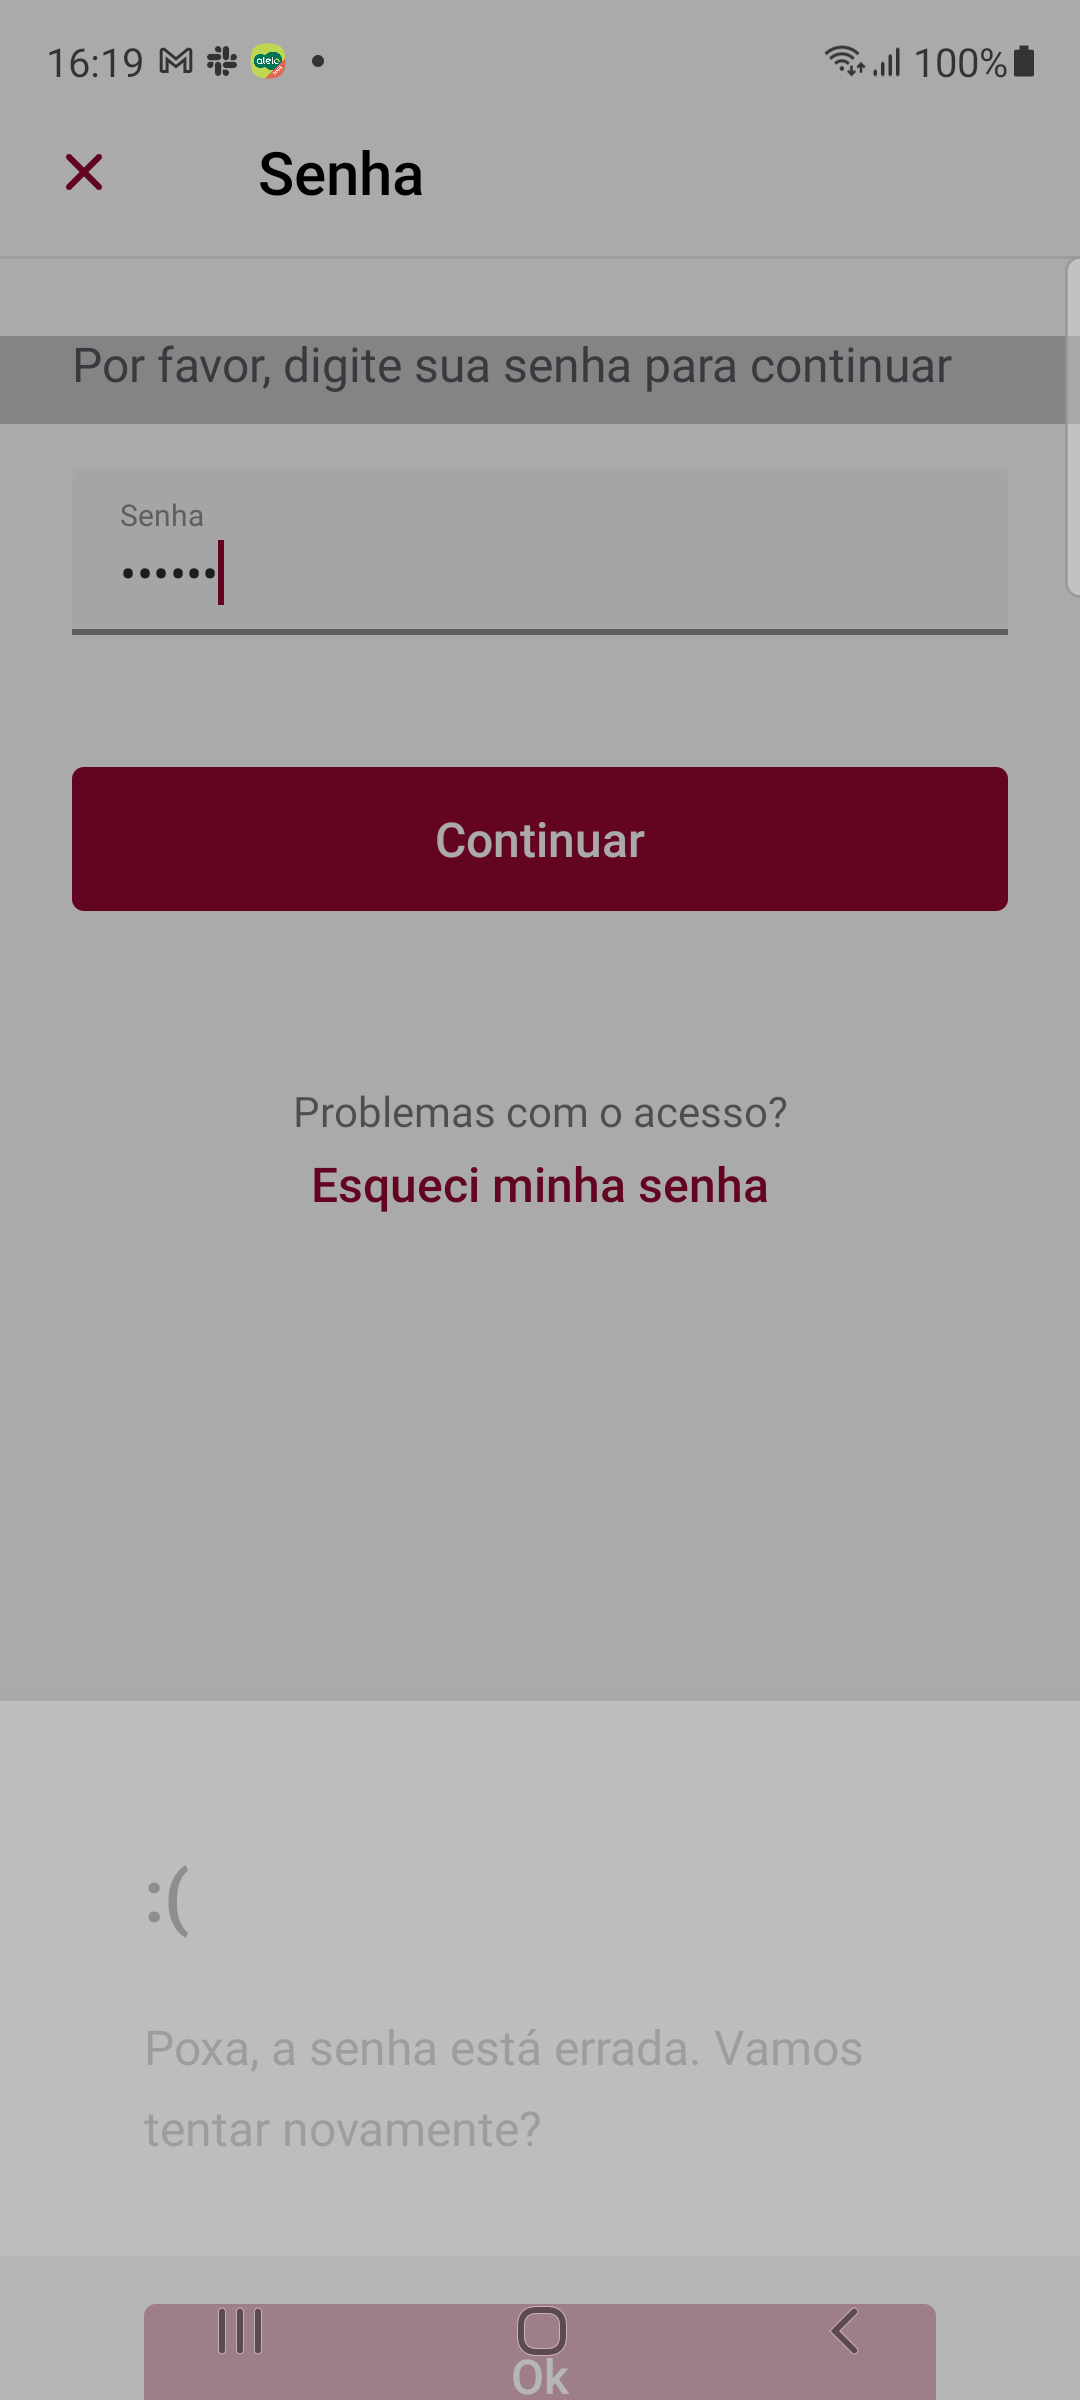 16:19 alelo 100%
Senha
Por favor, digite sua senha para continuar
Senha
••••••
Continuar
Problemas com o acesso?
Esqueci minha senha
:(
Poxa, a senha está errada. Vamos
tentar novamente?
Ok